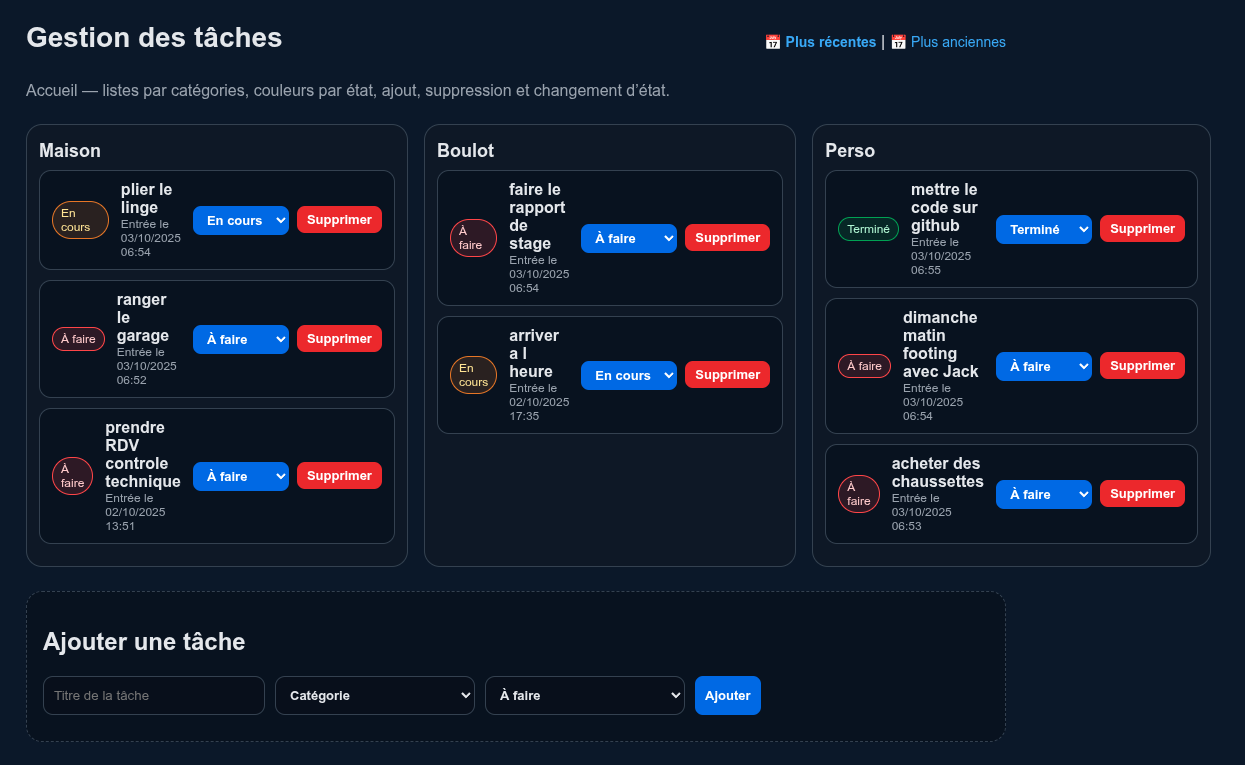 Gestion des tâches
📅 Plus récentes | 📅 Plus anciennes
Accueil — listes par catégories, couleurs par état, ajout, suppression et changement d’état.
Maison
En
cours
plier le
linge
Entrée le
03/10/2025
06:54
En cours
Supprimer
À faire
ranger
le
garage
Entrée le
03/10/2025
06:52
À faire
Supprimer
À
faire
prendre
RDV
controle
technique
Entrée le
02/10/2025
13:51
À faire
Supprimer
Boulot
À
faire
faire le
rapport
de
stage
Entrée le
03/10/2025
06:54
À faire
Supprimer
En
cours
arriver
a l
heure
Entrée le
02/10/2025
17:35
En cours
Supprimer
Perso
Terminé
mettre le
code sur
github
Entrée le
03/10/2025
06:55
Terminé
Supprimer
À faire
dimanche
matin
footing
avec Jack
Entrée le
03/10/2025
06:54
À faire
Supprimer
À
faire
acheter des
chaussettes
Entrée le
03/10/2025
06:53
À faire
Supprimer
Ajouter une tâche
Titre de la tâche
Catégorie
À faire
Ajouter